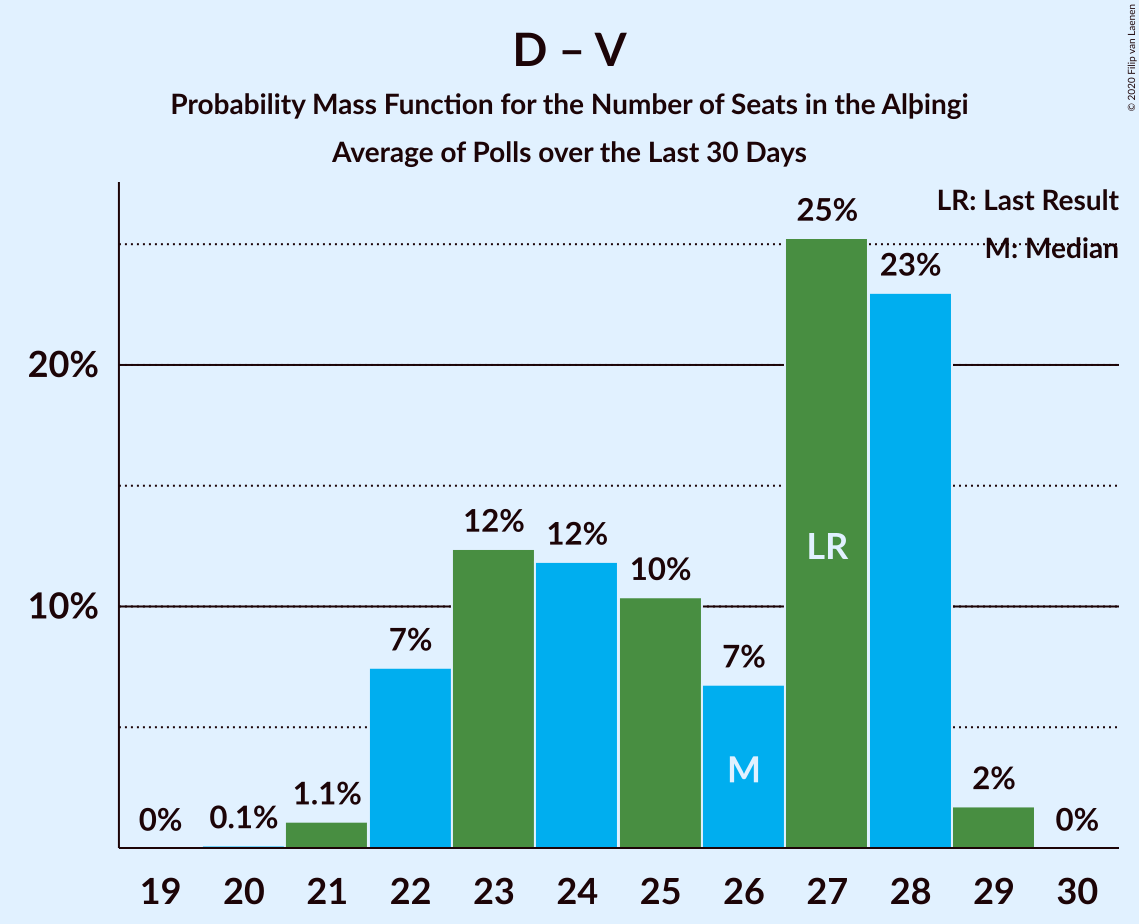 D – V
Probability Mass Function for the Number of Seats in the Alþingi
Average of Polls over the Last 30 Days
© 2020 Filip van Laenen
LR: Last Result
M: Median
20%
10%
0%
0.1%
1.1%
7%
12%
12%
10%
7%
25%
23%
2%
0%
LR
M
19 20 21 22 23 24 25 26 27 28 29 30